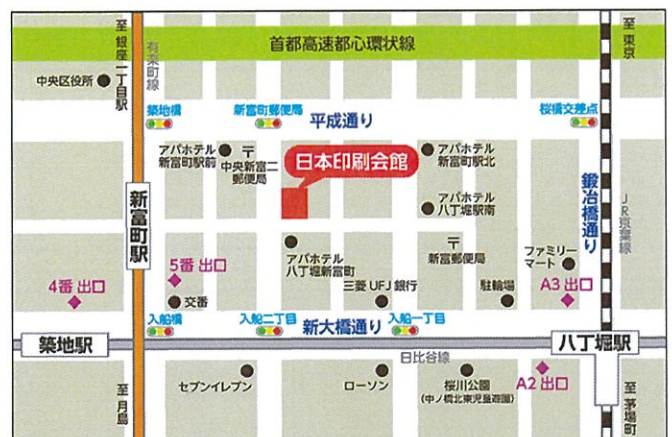 首都高速都心環状線
至 銀座一丁目駅
有楽町線
至 東京
中央区役所
築地橋
新富町郵便局
平成通り
桜橋交差点
アパホテル
新富町駅前
中央新富二
郵便局
日本印刷会館
アパホテル
新富町駅北
アパホテル
八丁堀駅南
鍛冶橋通り
JR京葉線
新富町駅
4番 出口
5番 出口
交番
アパホテル
八丁堀新富町
三菱 UFJ 銀行
新富郵便局
駐輪場
ファミリー
マート
A3 出口
入船橋
入船二丁目
新大橋通り
入船一丁目
築地駅
八丁堀駅
日比谷線
セブンイレブン
ローソン
桜川公園
(中ノ橋北東児童遊園)
A2 出口
至 月島
至 茅場町